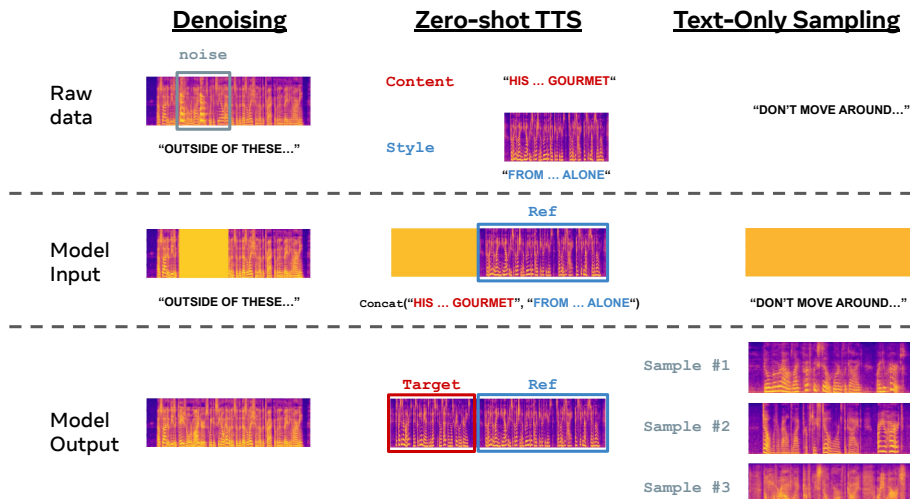 Denoising
Zero-shot TTS
Text-Only Sampling
Raw
data
noise
“OUTSIDE OF THESE...”
Content
“HIS ... GOURMET“
Style
“FROM ... ALONE“
“DON’T MOVE AROUND...”
Model
Input
“OUTSIDE OF THESE...”
Ref
Concat(“HIS ... GOURMET”, “FROM ... ALONE“)
“DON’T MOVE AROUND...”
Model
Output
Target
Ref
Sample #1
Sample #2
Sample #3